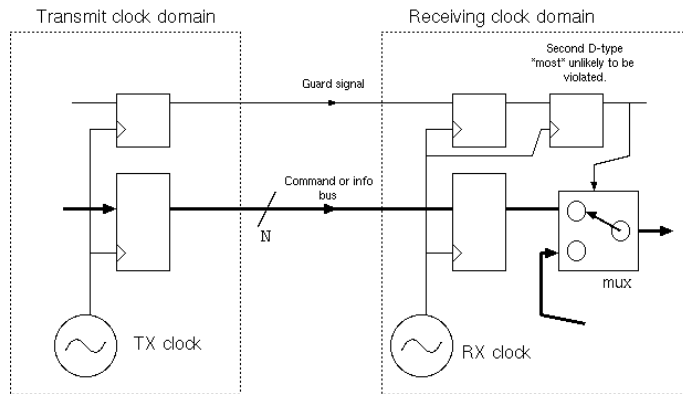 Transmit clock domain
Receiving clock domain
Second D-type
"most" unlikely to be
violated.
Guard signal
Command or info
bus
N
mux
TX clock
RX clock